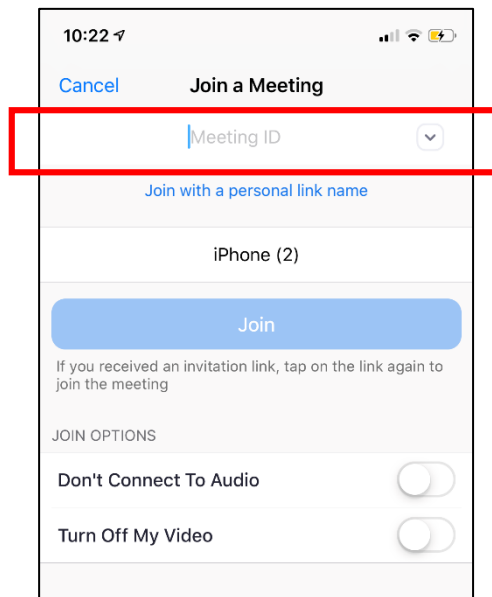 10:22
Cancel Join a Meeting
Meeting ID
Join with a personal link name
iPhone (2)
Join
If you received an invitation link, tap on the link again to
join the meeting
JOIN OPTIONS
Don't Connect To Audio
Turn Off My Video